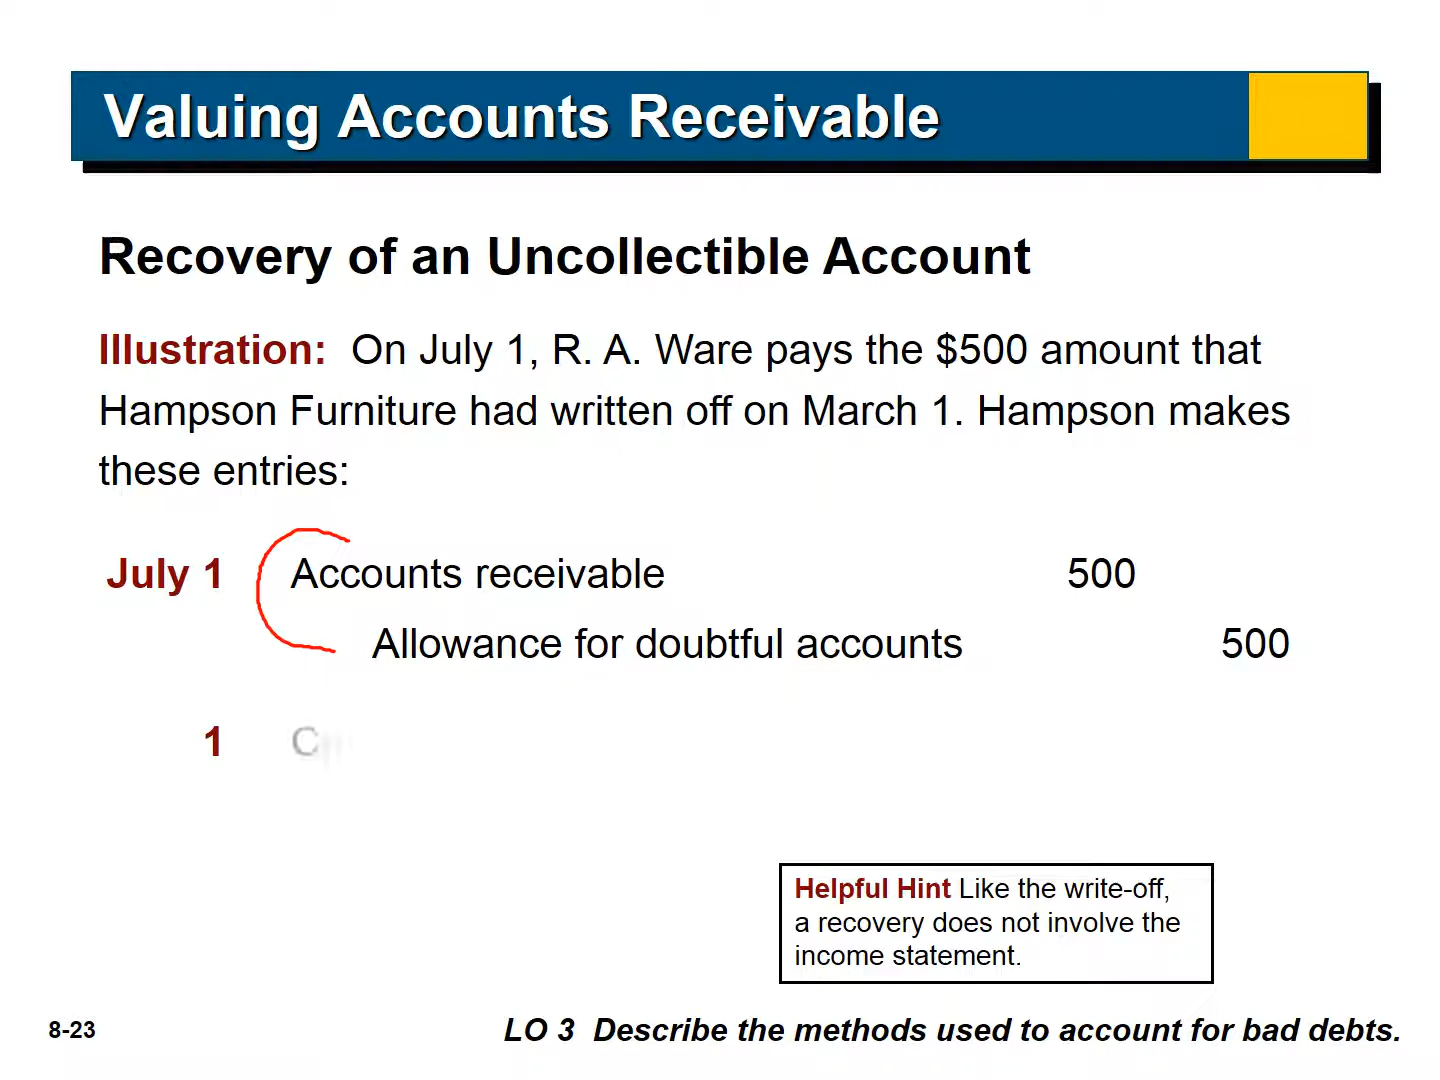 Valuing Accounts Receivable
Recovery of an Uncollectible Account
Illustration: On July 1, R. A. Ware pays the $500 amount that
Hampson Furniture had written off on March 1. Hampson makes
these entries:
July 1 Accounts receivable 500
Allowance for doubtful accounts 500
1
Helpful Hint Like the write-off,
a recovery does not involve the
income statement.
8-23 LO 3 Describe the methods used to account for bad debts.